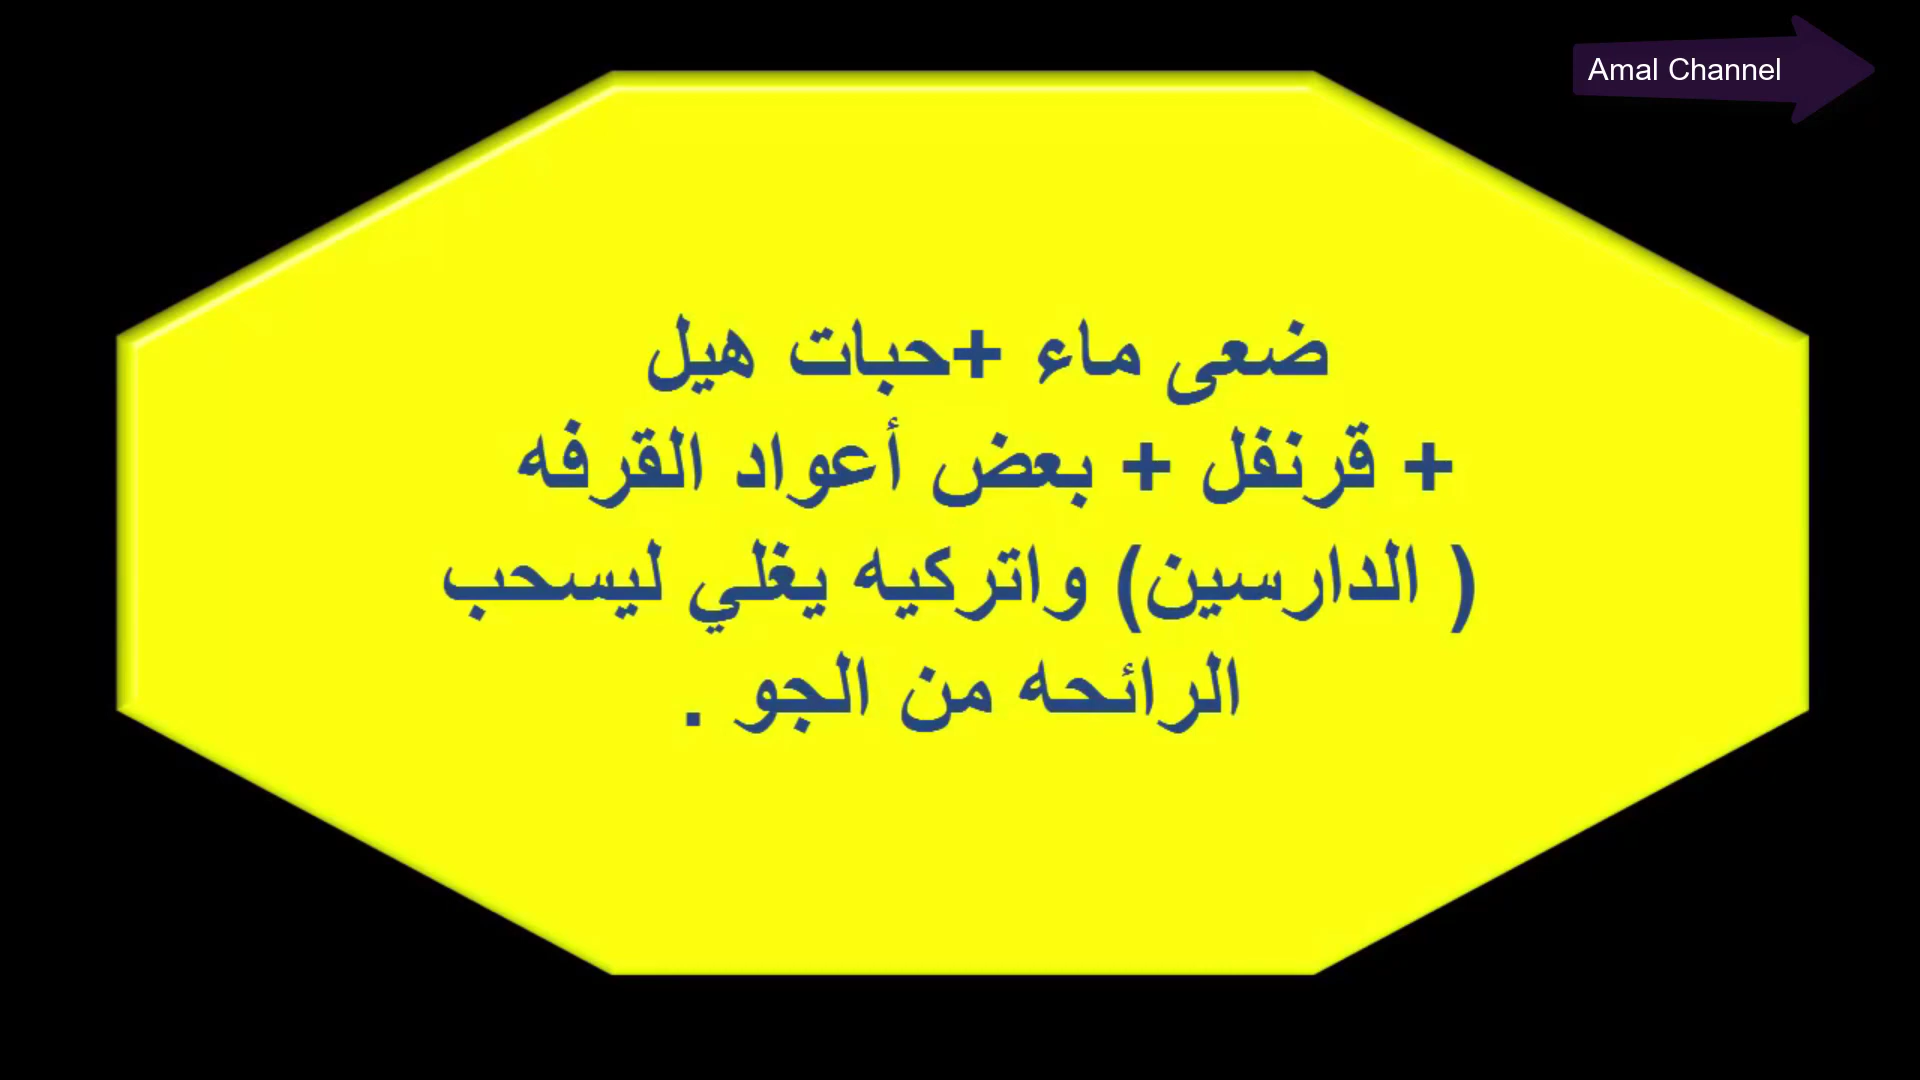 Amal Channel
ضعى ماء +حبات هيل
+ قرنفل + بعض أعواد القرفه
( الدارسين) واتركيه يغلي ليسحب
الرائحه من الجو .